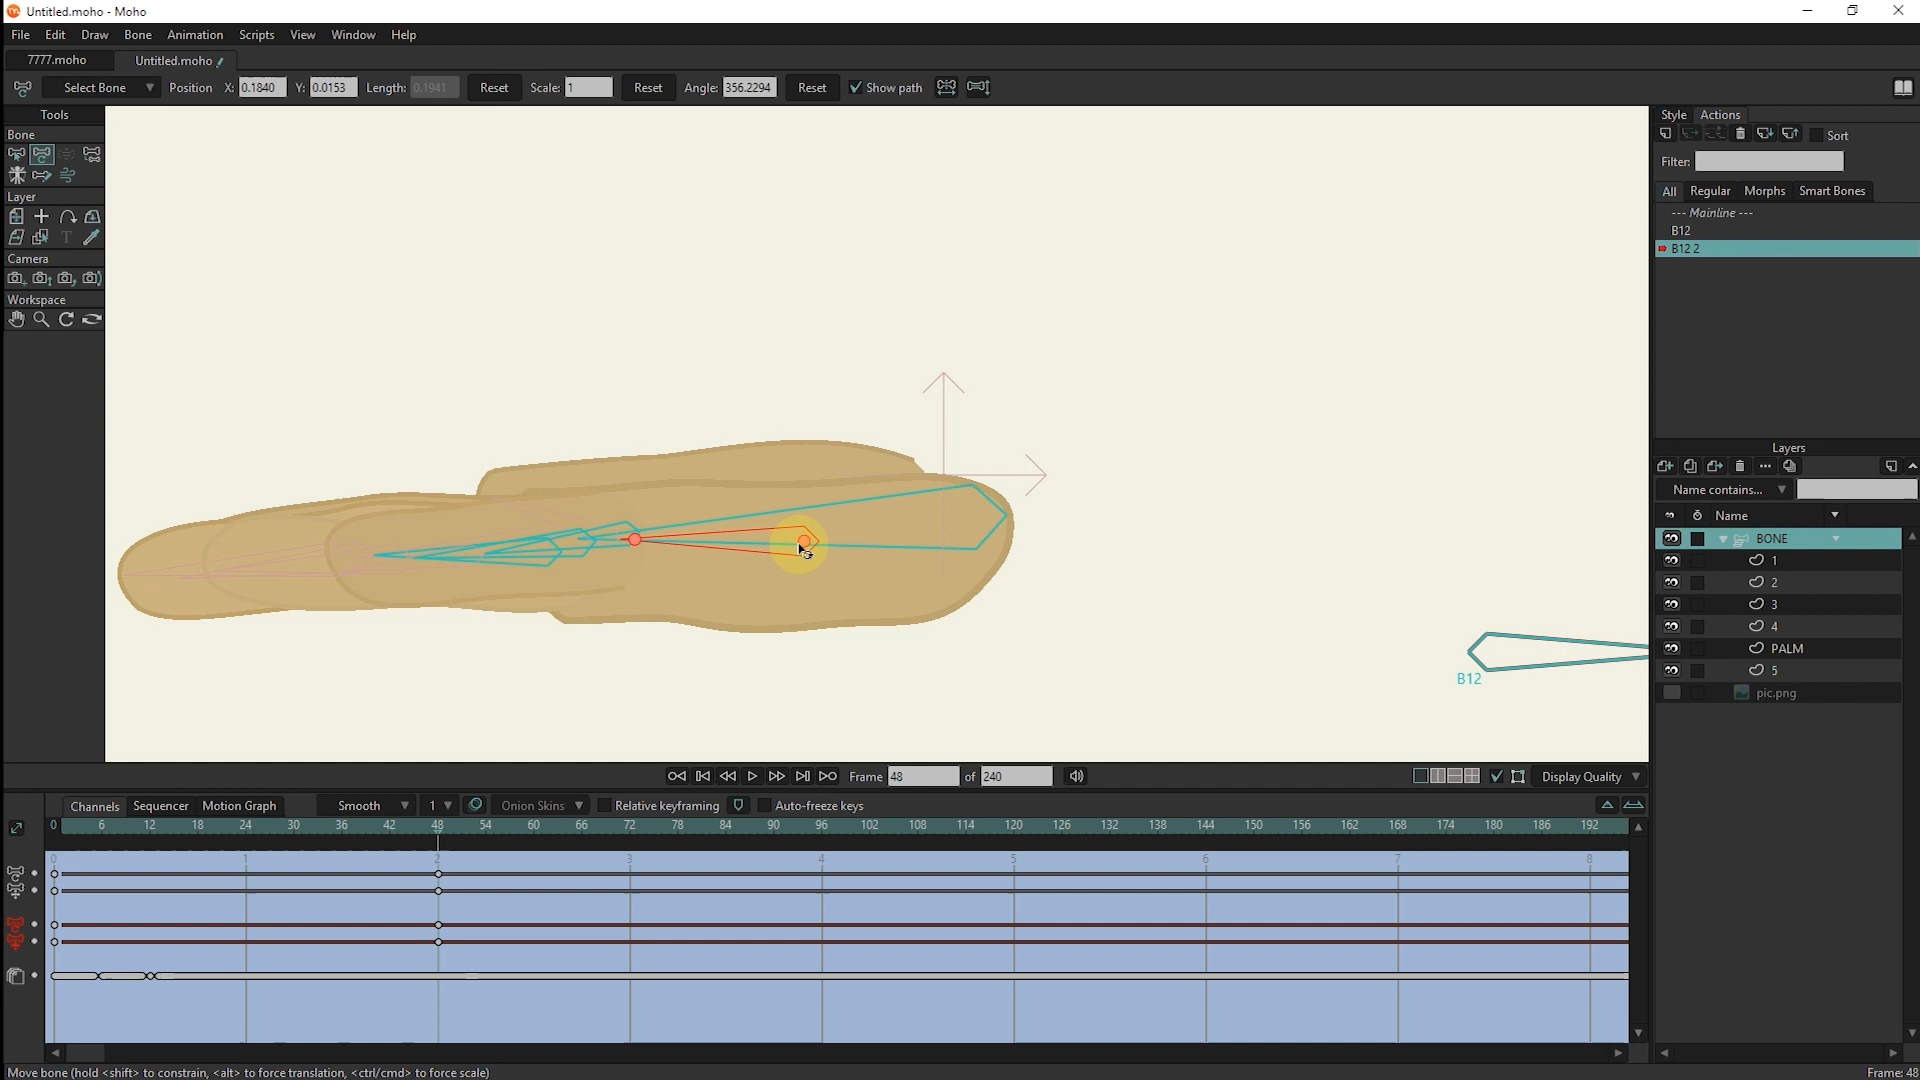 Untitled.moho - Moho
File Edit Draw Bone Animation Scripts View Window Help
7777.moho Untitled.moho
Select Bone Position X: 0.1840 Y: 0.0153 Length: 0.1941 Reset Scale: 1 Reset Angle: 356.2294 Reset Show path
Tools
Bone
Layer
T
Camera
Workspace
Style Actions
Sort
Filter:
All Regular Morphs Smart Bones
--- Mainline ---
B12
B12 2
B12
Layers
Name contains...
Name
BONE
1
2
3
4
PALM
5
pic.png
Frame 48 of 240 Display Quality
Channels Sequencer Motion Graph Smooth 1 Onion Skins Relative keyframing Auto-freeze keys
0 6 12 18 24 30 36 42 48 54 60 66 72 78 84 90 96 102 108 114 120 126 132 138 144 150 156 162 168 174 180 186 192
0 1 2 3 4 5 6 7 8
Move bone (hold <shift> to constrain, <alt> to force translation, <ctrl/cmd> to force scale) Frame: 48